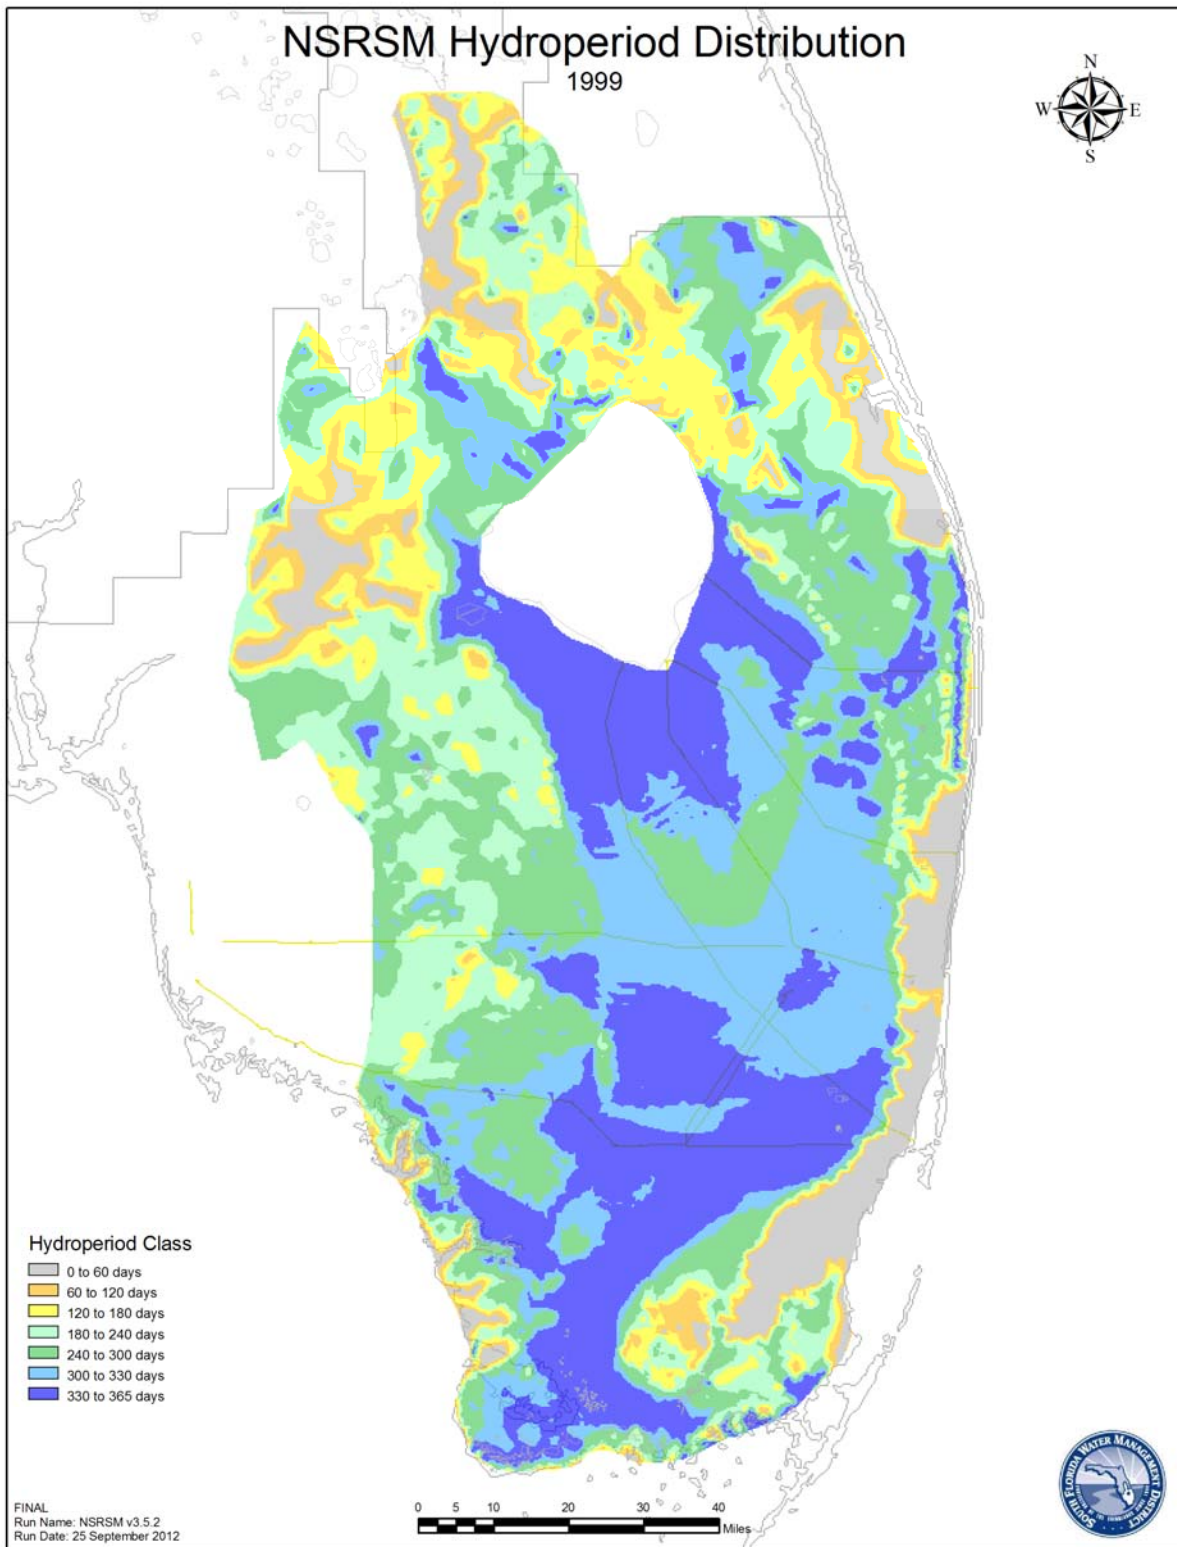 NSRSM Hydroperiod Distribution
1999
N
W E
S
Hydroperiod Class
0 to 60 days
60 to 120 days
120 to 180 days
180 to 240 days
240 to 300 days
300 to 330 days
330 to 365 days
FINAL
Run Name: NSRSM v3.5.2
Run Date: 25 September 2012
0 5 10 20 30 40
Miles
SOUTH FLORIDA WATER MANAGEMENT DISTRICT